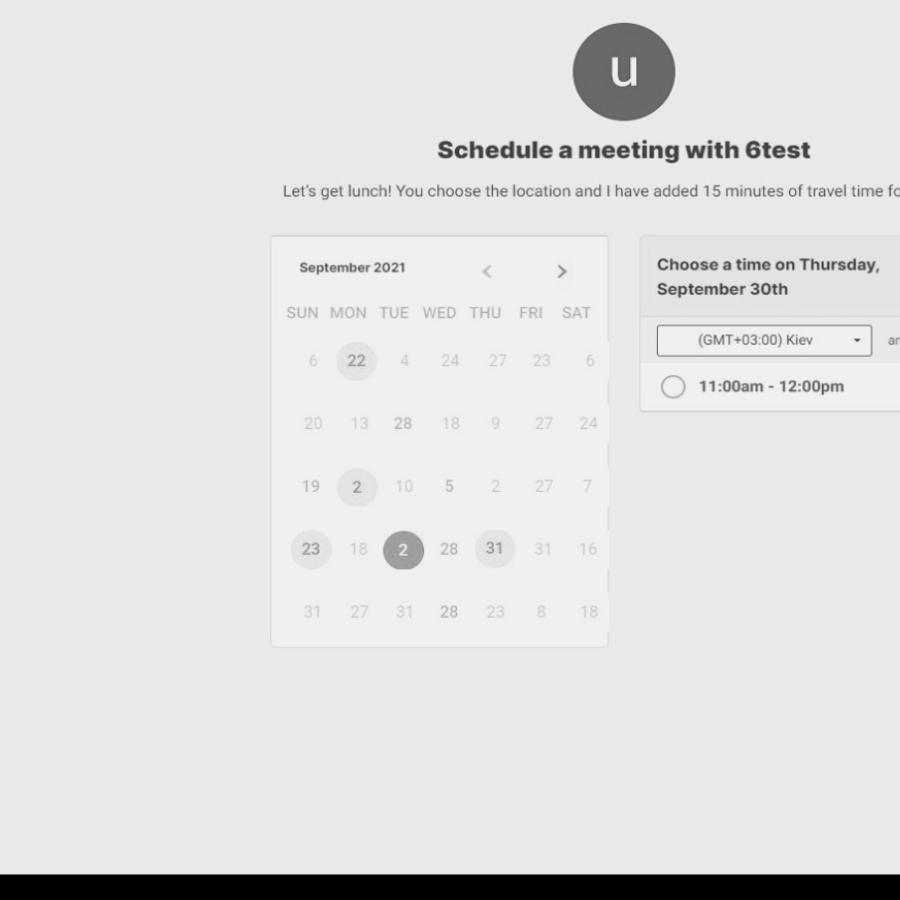 u
Schedule a meeting with 6test
Let's get lunch! You choose the location and I have added 15 minutes of travel time
September 2021
SUN MON TUE WED THU FRI SAT
6 22 4 24 27 23 6
20 13 28 18 9 27 24
19 2 10 5 2 27 7
23 18 2 28 31 31 16
31 27 31 28 23 8 18
Choose a time on Thursday,
September 30th
(GMT+03:00) Kiev
11:00am - 12:00pm